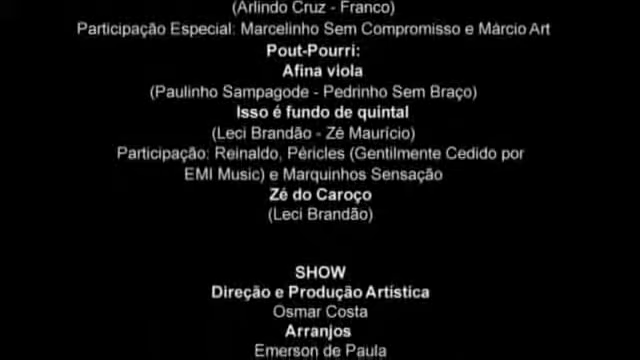 (Arlindo Cruz - Franco)
Participação Especial: Marcelinho Sem Compromisso e Márcio Art
Pout-Pourri:
Afina viola
(Paulinho Sampagode - Pedrinho Sem Braço)
Isso é fundo de quintal
(Leci Brandão - Zé Maurício)
Participação: Reinaldo, Péricles (Gentilmente Cedido por
EMI Music) e Marquinhos Sensação
Zé do Caroço
(Leci Brandão)
SHOW
Direção e Produção Artística
Osmar Costa
Arranjos
Emerson de Paula